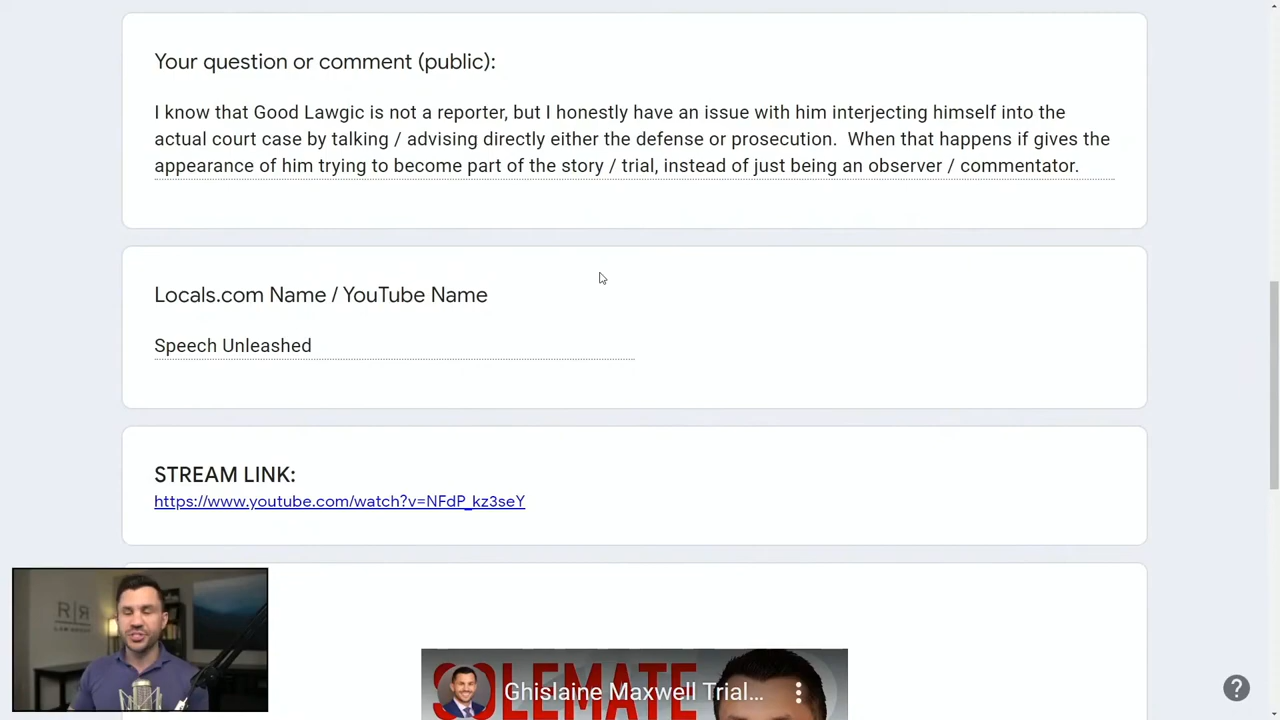 Your question or comment (public):
I know that Good Lawgic is not a reporter, but I honestly have an issue with him interjecting himself into the
actual court case by talking / advising directly either the defense or prosecution.  When that happens if gives the
appearance of him trying to become part of the story / trial, instead of just being an observer / commentator.
Locals.com Name / YouTube Name
Speech Unleashed
STREAM LINK:
https://www.youtube.com/watch?v=NFdP_kz3seY
R|R
LAW GROUP
SOLEMATE
Ghislaine Maxwell Trial...